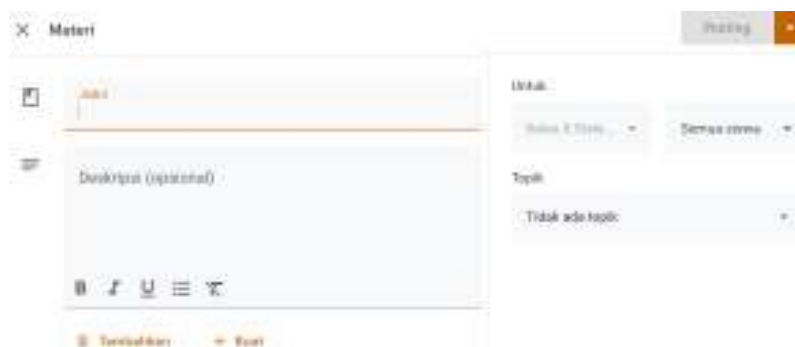 Materi
Posting
Judul
Untuk
Semua siswa
Deskripsi (opsional)
Topik
Tidak ada topik
B I U
Tambahkan
+ Buat